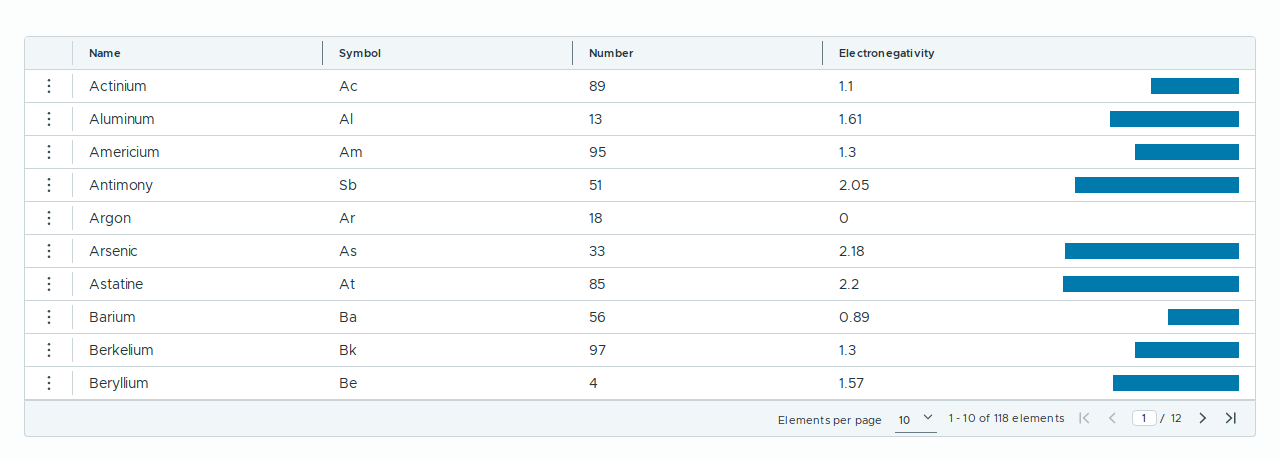 Name Symbol Number Electronegativity
Actinium Ac 89 1.1
Aluminum Al 13 1.61
Americium Am 95 1.3
Antimony Sb 51 2.05
Argon Ar 18 0
Arsenic As 33 2.18
Astatine At 85 2.2
Barium Ba 56 0.89
Berkelium Bk 97 1.3
Beryllium Be 4 1.57
Elements per page 10 1 - 10 of 118 elements 1 / 12